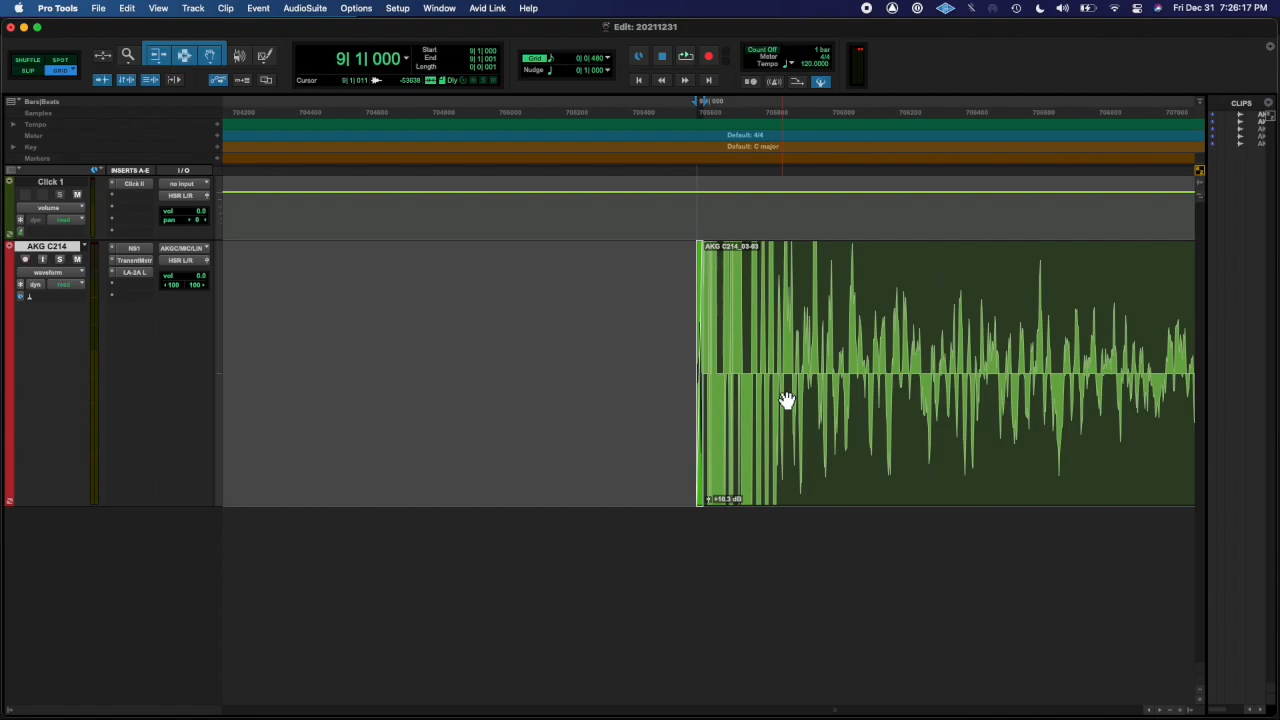 Pro Tools File Edit View Track Clip Event AudioSuite Options Setup Window Avid Link Help Fri Dec 31 7:26:17 PM
Edit: 20211231
SHUFFLE SPOT
SLIP GRID
9| 1| 000
Start 9| 1| 000
End 9| 1| 000
Length 0| 0| 001
Cursor 9| 1| 011 -53638 Dly
Grid 0| 0| 480
Nudge 0| 1| 000
Count Off 1 bar
Meter 4/4
Tempo 120.0000
Bars|Beats
Samples 704200 704400 704600 704800 705000 705200 705400 705600 705800 706000 706200 706400 706600 706800 707000
Tempo
Meter Default: 4/4
Key Default: C major
Markers
CLIPS
INSERTS A-E I / O
Click 1 S M
volume
dyn read
Click II
no input
HSR L/R
vol 0.0
pan 0
AKG C214
I S M
waveform
dyn read
NS1
TransntMstr
LA-2A L
AKGC/MIC/LIN
HSR L/R
vol 0.0
100 100
AKG C214_03-03
+10.3 dB